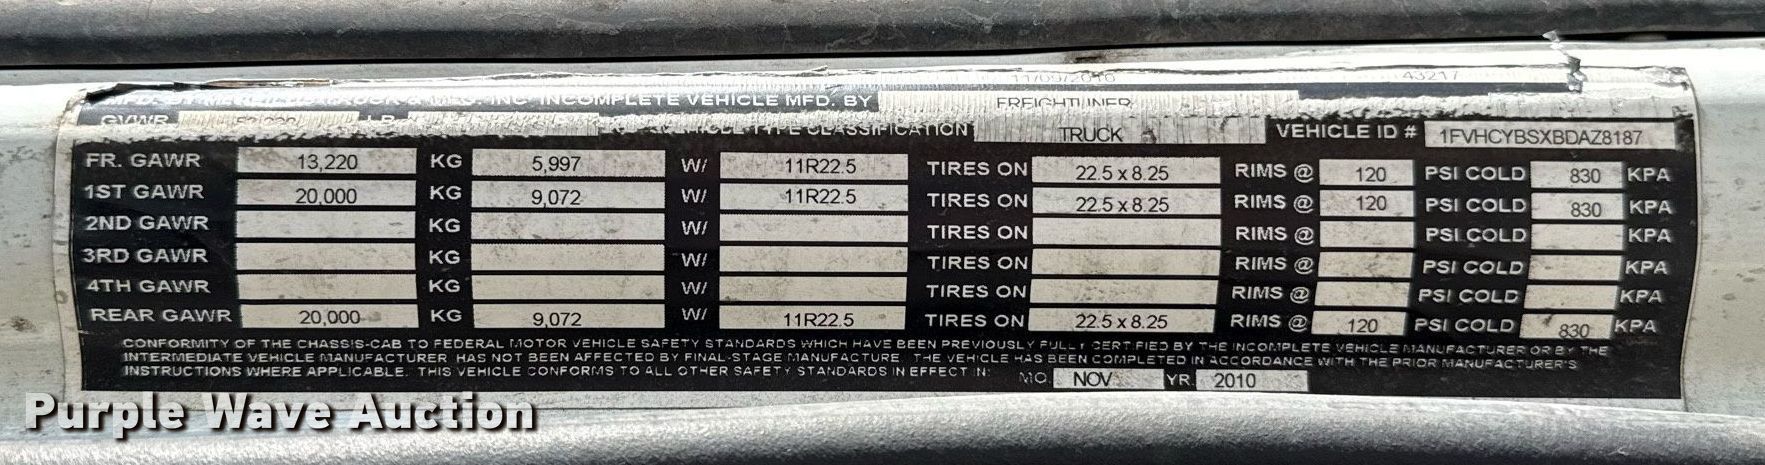 11/09/2010 43217
INCOMPLETE VEHICLE MFD. BY FREIGHTLINER
GVWR VEHICLE TYPE CLASSIFICATION TRUCK VEHICLE ID # 1FVHCYBSXBDAZ8187
FR. GAWR 13,220 KG 5,997 W/ 11R22.5 TIRES ON 22.5 x 8.25 RIMS @ 120 PSI COLD 830 KPA
1ST GAWR 20,000 KG 9,072 W/ 11R22.5 TIRES ON 22.5 x 8.25 RIMS @ 120 PSI COLD 830 KPA
2ND GAWR KG W/ TIRES ON RIMS @ PSI COLD KPA
3RD GAWR KG W/ TIRES ON RIMS @ PSI COLD KPA
4TH GAWR KG W/ TIRES ON RIMS @ PSI COLD KPA
REAR GAWR 20,000 KG 9,072 W/ 11R22.5 TIRES ON 22.5 x 8.25 RIMS @ 120 PSI COLD 830 KPA
CONFORMITY OF THE CHASSIS-CAB TO FEDERAL MOTOR VEHICLE SAFETY STANDARDS WHICH HAVE BEEN PREVIOUSLY FULLY CERTIFIED BY THE INCOMPLETE VEHICLE MANUFACTURER OR BY THE
INTERMEDIATE VEHICLE MANUFACTURER HAS NOT BEEN AFFECTED BY FINAL-STAGE MANUFACTURE. THE VEHICLE HAS BEEN COMPLETED IN ACCORDANCE WITH THE PRIOR MANUFACTURER'S
INSTRUCTIONS WHERE APPLICABLE. THIS VEHICLE CONFORMS TO ALL OTHER SAFETY STANDARDS IN EFFECT IN: MO. NOV YR. 2010
Purple Wave Auction